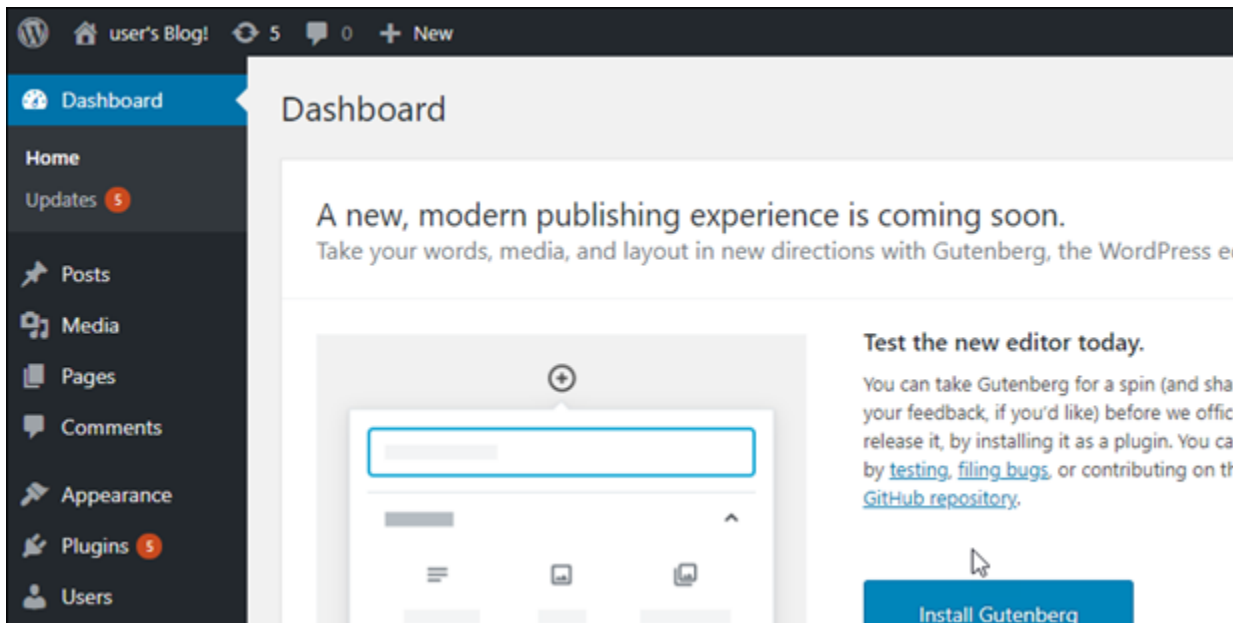 user's Blog! 5 0 + New
Dashboard
Home
Updates 5
Posts
Media
Pages
Comments
Appearance
Plugins 5
Users
Dashboard
A new, modern publishing experience is coming soon.
Take your words, media, and layout in new directions with Gutenberg, the WordPress
Test the new editor today.
You can take Gutenberg for a spin (and
your feedback, if you'd like) before we
release it, by installing it as a plugin. You
by testing, filing bugs, or contributing on
GitHub repository.
Install Gutenberg